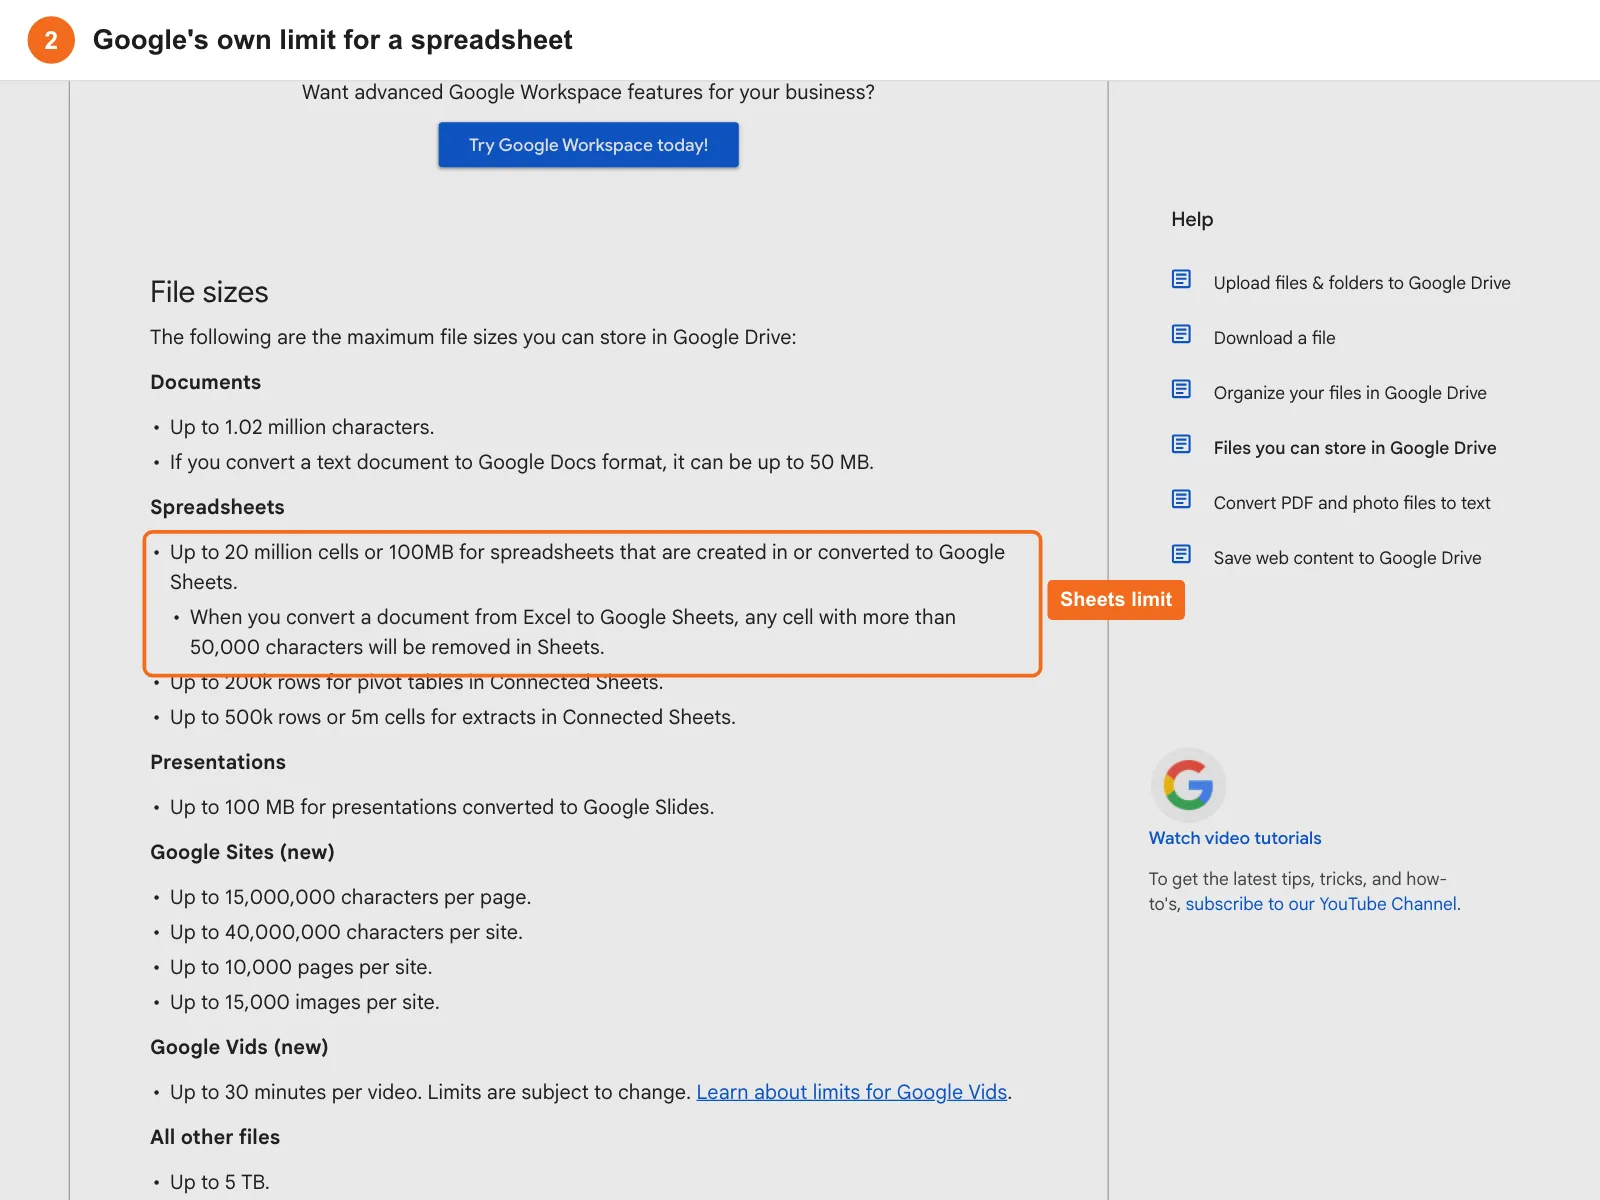 2
Google's own limit for a spreadsheet
Want advanced Google Workspace features for your business?
Try Google Workspace today!
File sizes
The following are the maximum file sizes you can store in Google Drive:
Documents
• Up to 1.02 million characters.
• If you convert a text document to Google Docs format, it can be up to 50 MB.
Spreadsheets
• Up to 20 million cells or 100MB for spreadsheets that are created in or converted to Google
Sheets.
• When you convert a document from Excel to Google Sheets, any cell with more than
50,000 characters will be removed in Sheets.
Sheets limit
• Up to 200k rows for pivot tables in Connected Sheets.
• Up to 500k rows or 5m cells for extracts in Connected Sheets.
Presentations
• Up to 100 MB for presentations converted to Google Slides.
Google Sites (new)
• Up to 15,000,000 characters per page.
• Up to 40,000,000 characters per site.
• Up to 10,000 pages per site.
• Up to 15,000 images per site.
Google Vids (new)
• Up to 30 minutes per video. Limits are subject to change. Learn about limits for Google Vids.
All other files
• Up to 5 TB.
Help
Upload files & folders to Google Drive
Download a file
Organize your files in Google Drive
Files you can store in Google Drive
Convert PDF and photo files to text
Save web content to Google Drive
Watch video tutorials
To get the latest tips, tricks, and how-
to's, subscribe to our YouTube Channel.